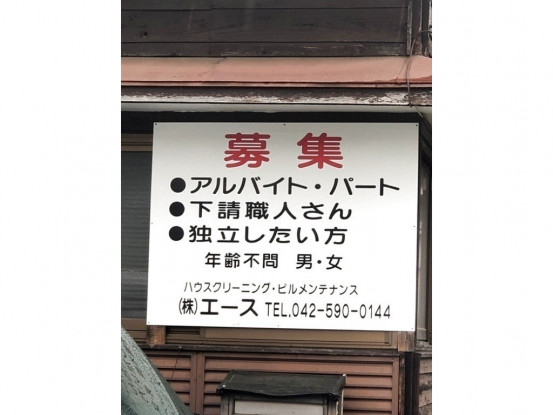 募集
●アルバイト・パート
●下請職人さん
●独立したい方
年齢不問 男・女
ハウスクリーニング・ビルメンテナンス
(株)エース TEL.042-590-0144